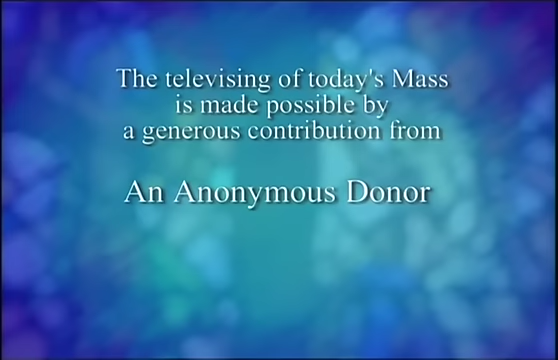 The televising of today's Mass
is made possible by
a generous contribution from
An Anonymous Donor